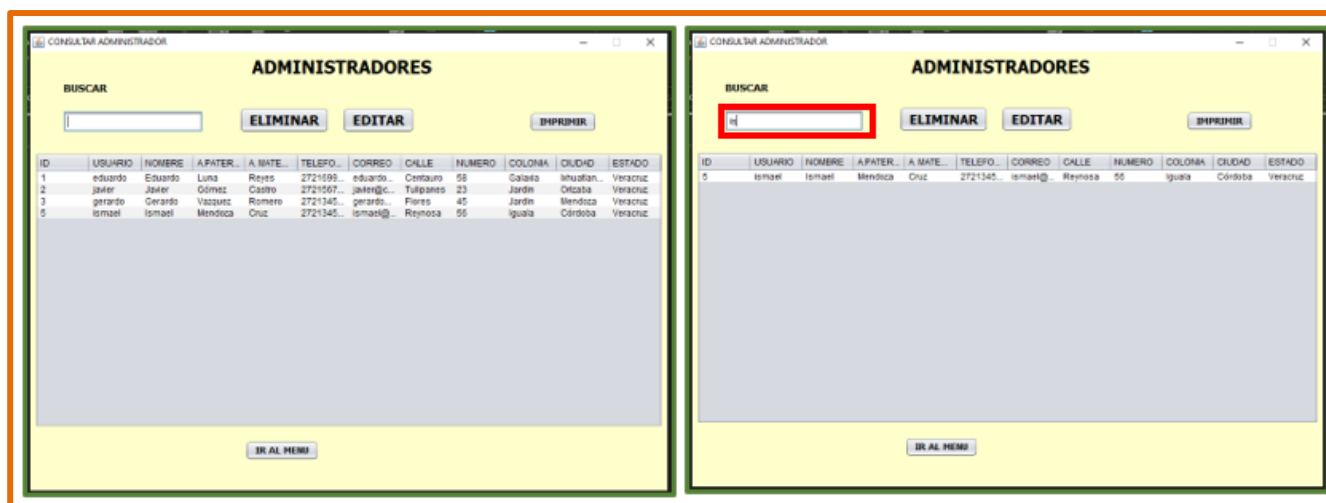 CONSULTAR ADMINISTRADOR
ADMINISTRADORES
BUSCAR
ELIMINAR EDITAR IMPRIMIR
ID USUARIO NOMBRE A.PATER... A. MATE... TELEFO... CORREO CALLE NUMERO COLONIA CIUDAD ESTADO
1 eduardo Eduardo Luna Reyes 2721699... eduardo... Centauro 58 Galaxia Ixhuatlan... Veracruz
2 javier Javier Gómez Castro 2721567... javier@c... Tulipanes 23 Jardin Orizaba Veracruz
3 gerardo Gerardo Vazquez Romero 2721345... gerardo... Flores 45 Jardin Mendoza Veracruz
5 ismael Ismael Mendoza Cruz 2721345... ismael@... Reynosa 56 Iguala Córdoba Veracruz
IR AL MENU
CONSULTAR ADMINISTRADOR
ADMINISTRADORES
BUSCAR
is ELIMINAR EDITAR IMPRIMIR
ID USUARIO NOMBRE A.PATER... A. MATE... TELEFO... CORREO CALLE NUMERO COLONIA CIUDAD ESTADO
5 ismael Ismael Mendoza Cruz 2721345... ismael@... Reynosa 56 Iguala Córdoba Veracruz
IR AL MENU